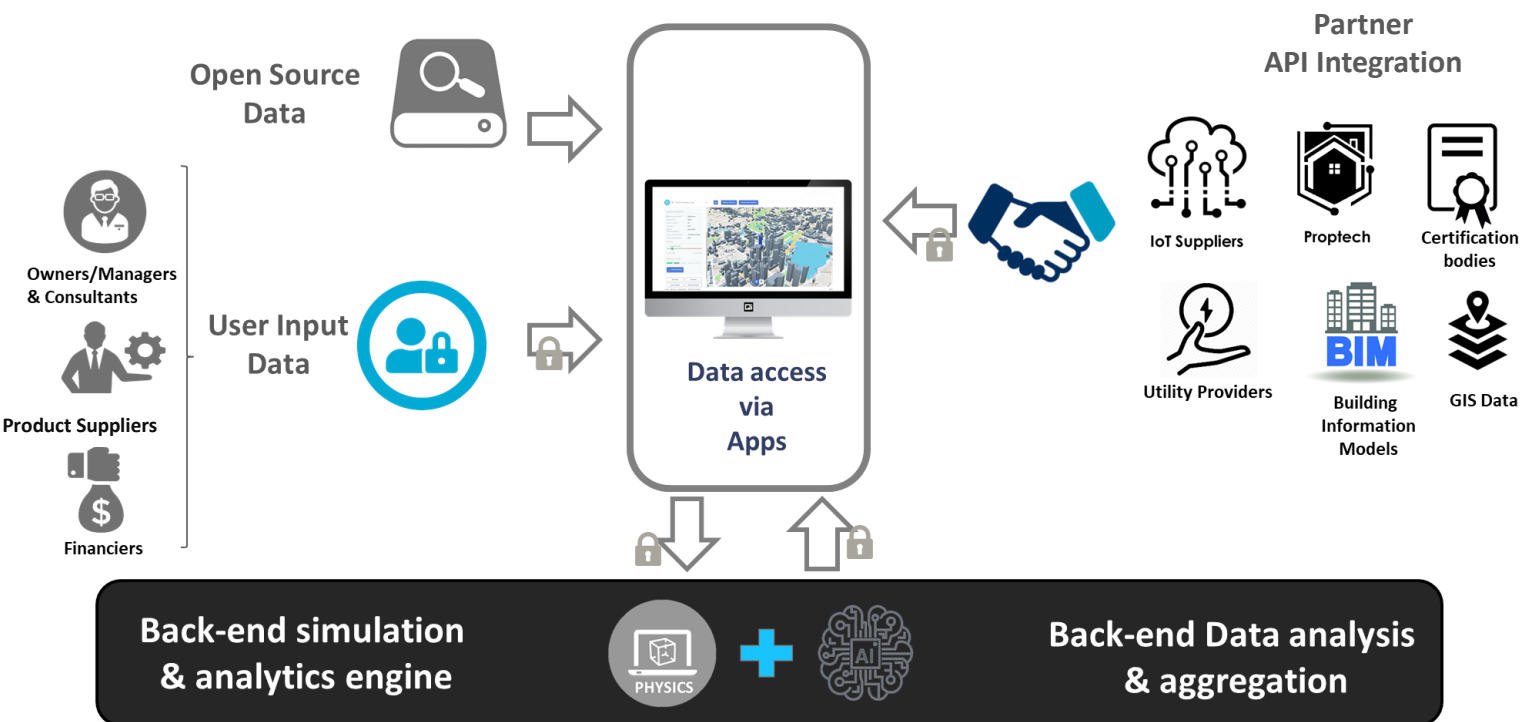 Partner
API Integration
Open Source
Data
Owners/Managers
& Consultants
User Input
Data
Product Suppliers
$
Financiers
Data access
via
Apps
IoT Suppliers
Proptech
Certification
bodies
Utility Providers
BIM
Building
Information
Models
GIS Data
Back-end simulation
& analytics engine
PHYSICS
AI
Back-end Data analysis
& aggregation